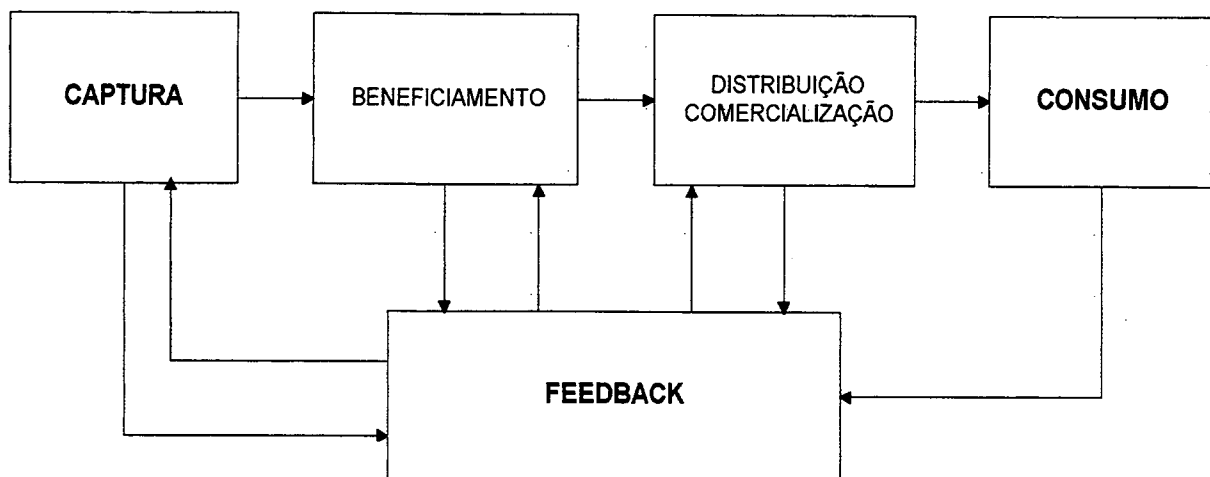 CAPTURA
BENEFICIAMENTO
DISTRIBUIÇÃO
COMERCIALIZAÇÃO
CONSUMO
FEEDBACK